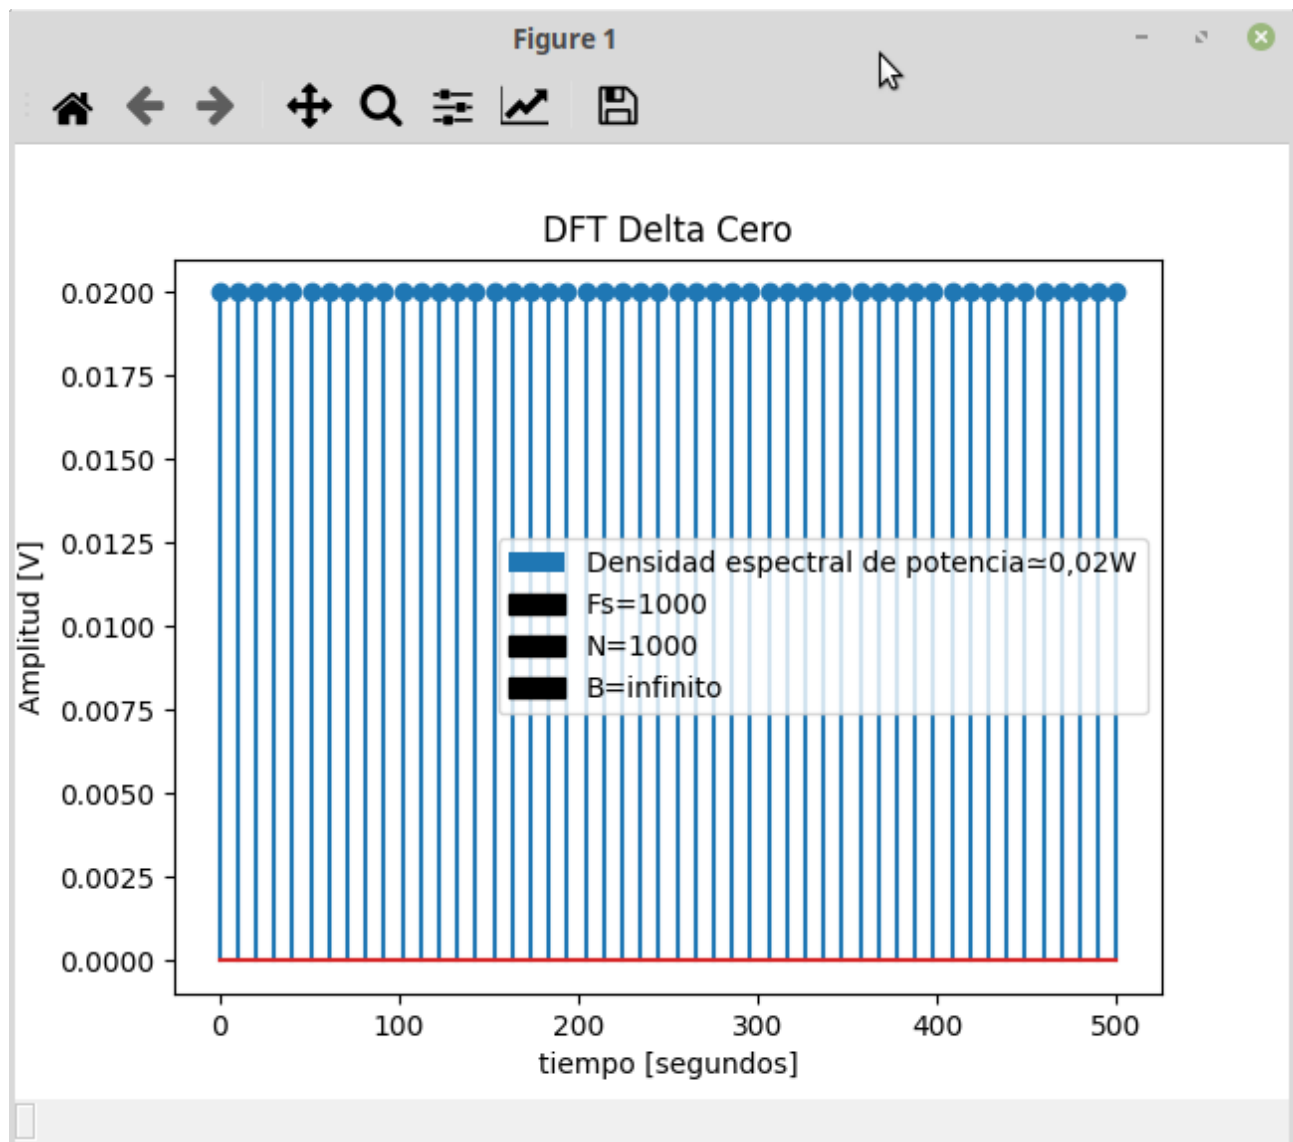 Figure 1
DFT Delta Cero
0.0200
0.0175
0.0150
0.0125
0.0100
0.0075
0.0050
0.0025
0.0000
Amplitud [V]
Densidad espectral de potencia≃0,02W
Fs=1000
N=1000
B=infinito
0 100 200 300 400 500
tiempo [segundos]